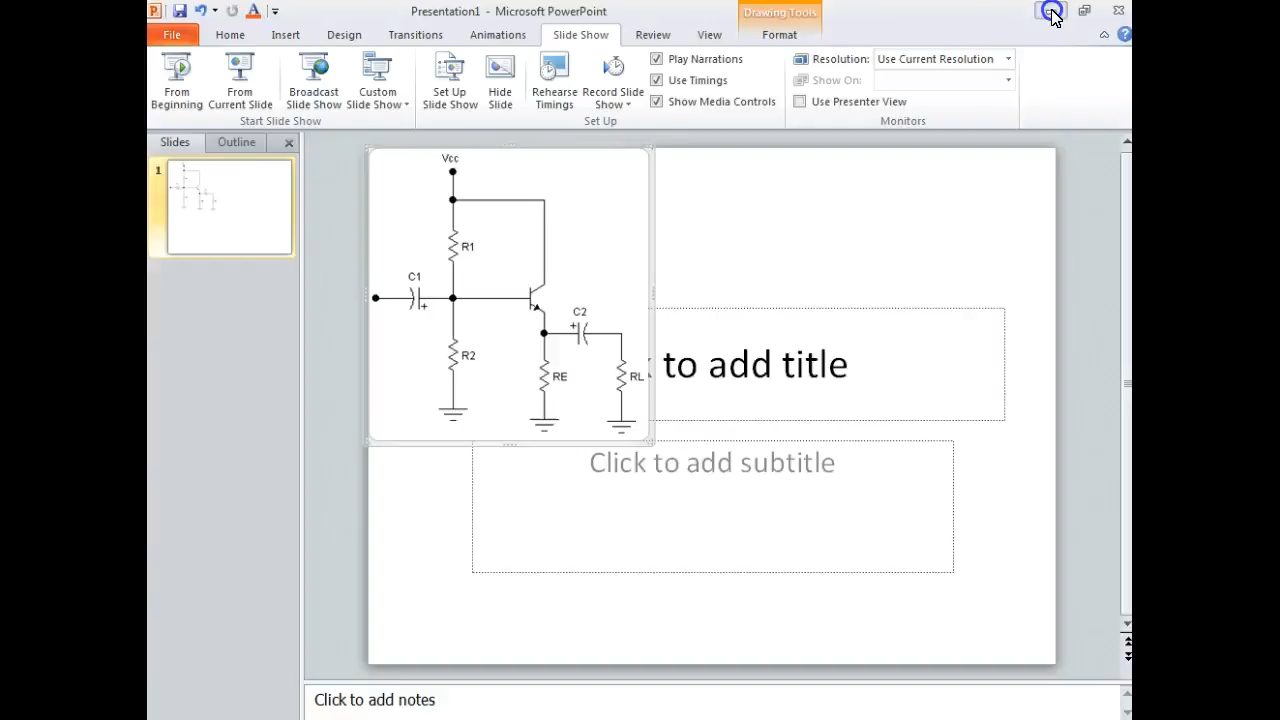 Presentation1 - Microsoft PowerPoint
Drawing Tools
File Home Insert Design Transitions Animations Slide Show Review View Format
From Beginning
From Current Slide
Broadcast Slide Show
Custom Slide Show
Set Up Slide Show
Hide Slide
Rehearse Timings
Record Slide Show
Play Narrations
Use Timings
Show Media Controls
Resolution: Use Current Resolution
Show On:
Use Presenter View
Start Slide Show
Set Up
Monitors
Slides Outline
1
Vcc
R1
C1
+
C2
+
R2
RE
RL
to add title
Click to add subtitle
Click to add notes